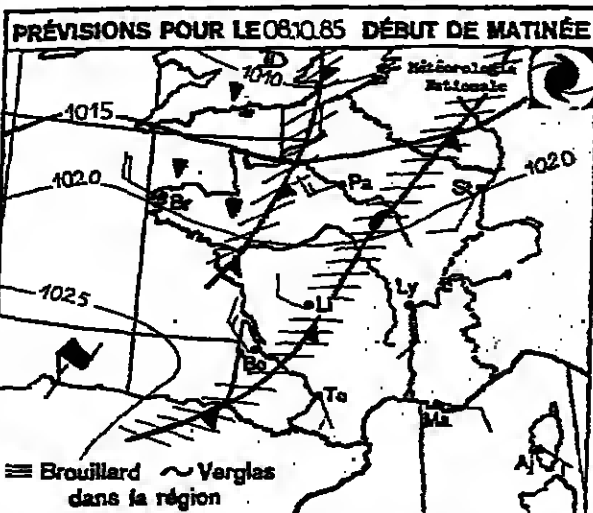 PRÉVISIONS POUR LE 08.10.85 DÉBUT DE MATINÉE
D
1010
Météorologie
Nationale
1015
1020
1020
Br
Pa
St
1025
Li
Ly
Bo
To
Ma
Aj
Brouillard
Verglas
dans la région